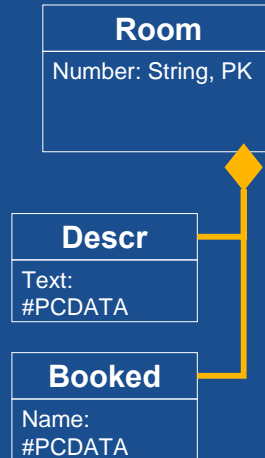 Room
Number: String, PK
Descr
Text:
#PCDATA
Booked
Name:
#PCDATA